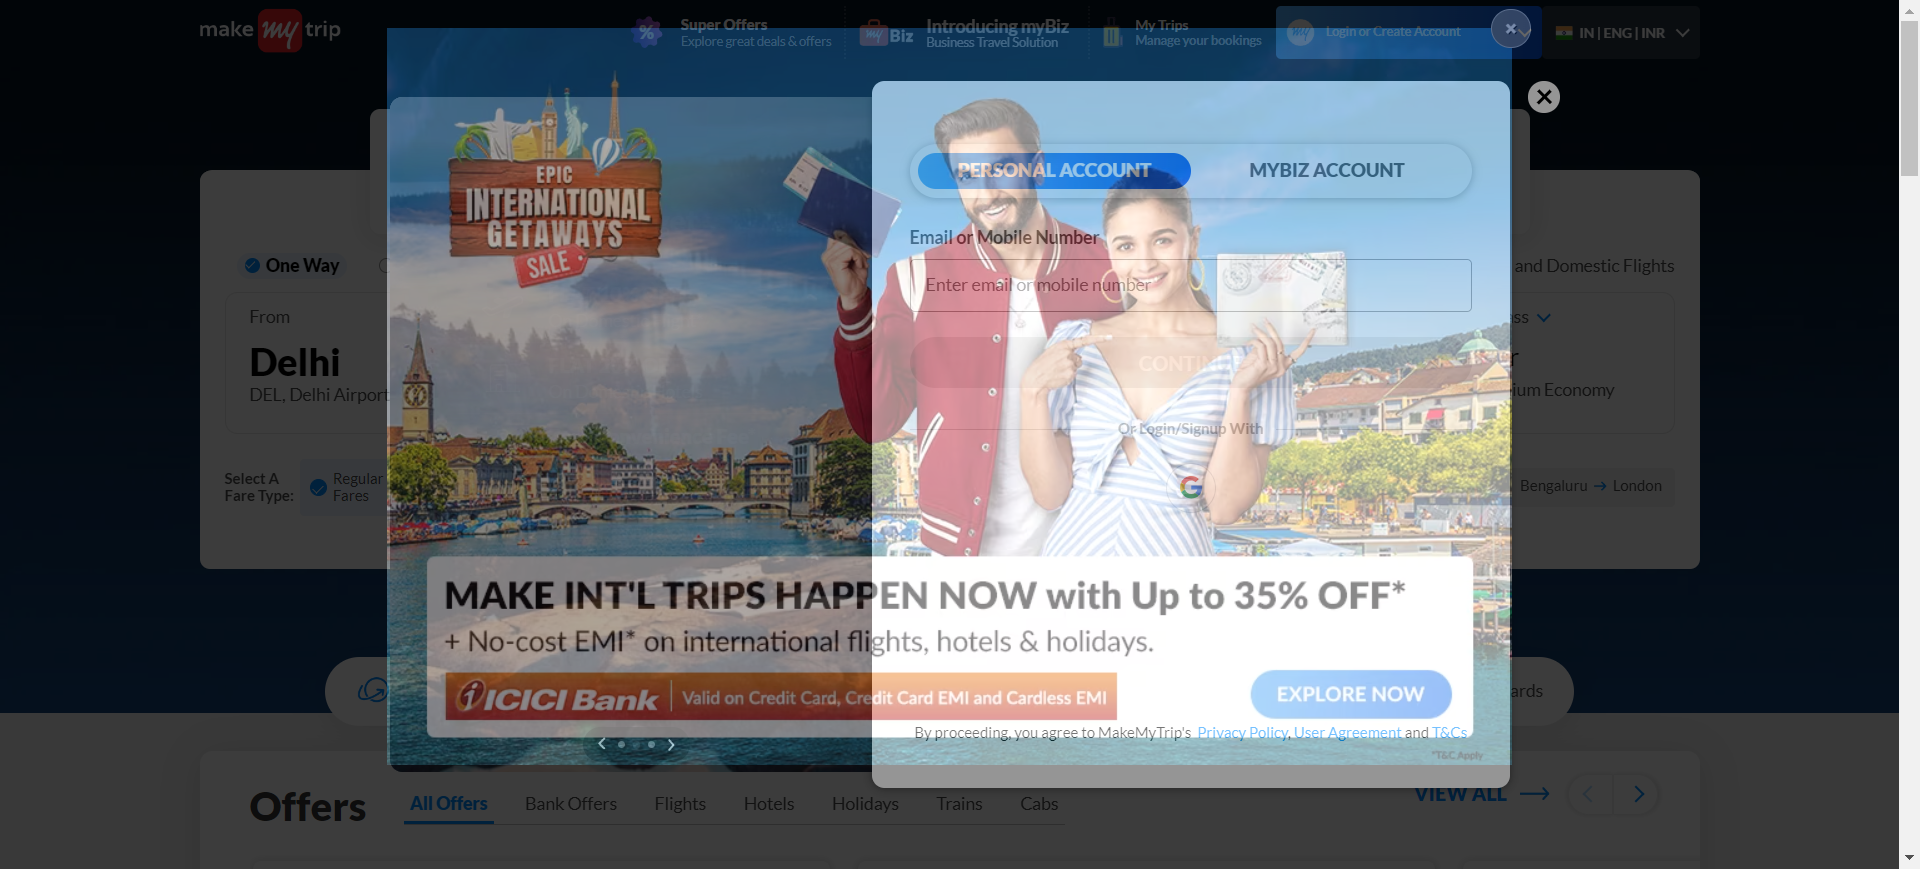 make my trip
Super Offers
Explore great deals & offers
my Biz
Introducing myBiz
Business Travel Solution
My Trips
Manage your bookings
my
Login or Create Account
IN | ENG | INR
EPIC
INTERNATIONAL
GETAWAYS
SALE
PERSONAL ACCOUNT
MYBIZ ACCOUNT
Email or Mobile Number
Enter email or mobile number
CONTINUE
Or Login/Signup With
One Way
and Domestic Flights
From
Delhi
DEL, Delhi Airport
ium Economy
Select A
Fare Type:
Regular
Fares
Bengaluru → London
MAKE INT'L TRIPS HAPPEN NOW with Up to 35% OFF*
+ No-cost EMI* on international flights, hotels & holidays.
ICICI Bank
Valid on Credit Card, Credit Card EMI and Cardless EMI
EXPLORE NOW
By proceeding, you agree to MakeMyTrip's Privacy Policy, User Agreement and T&Cs
*T&C Apply
ards
Offers
All Offers
Bank Offers
Flights
Hotels
Holidays
Trains
Cabs
VIEW ALL